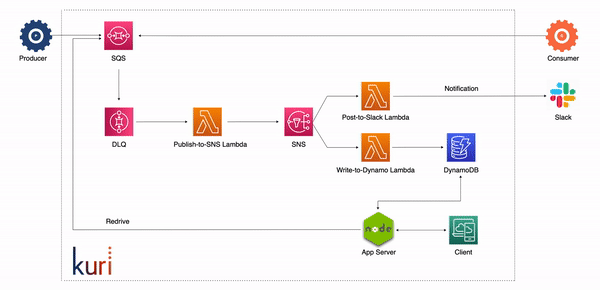 Producer
SQS
Consumer
Notification
Post-to-Slack Lambda
Slack
DLQ
Publish-to-SNS Lambda
SNS
Write-to-Dynamo Lambda
DynamoDB
Redrive
node
App Server
Client
kuri